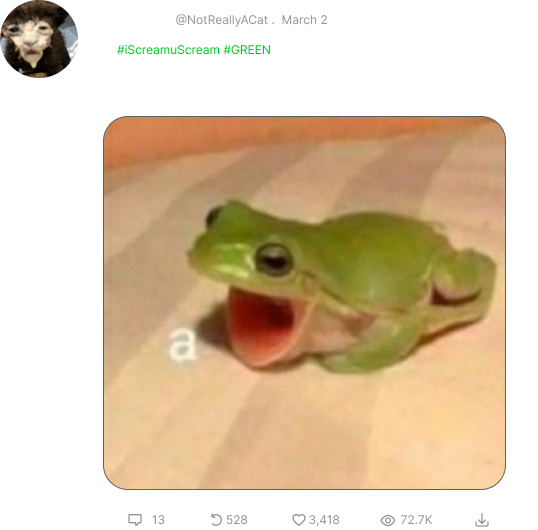 @NotReallyACat . March 2
#iScreamuScream #GREEN
a
13 528 3,418 72.7K